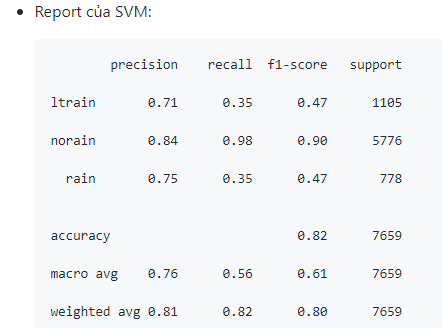 Report của SVM:
precision recall f1-score support
ltrain 0.71 0.35 0.47 1105
norain 0.84 0.98 0.90 5776
rain 0.75 0.35 0.47 778
accuracy 0.82 7659
macro avg 0.76 0.56 0.61 7659
weighted avg 0.81 0.82 0.80 7659